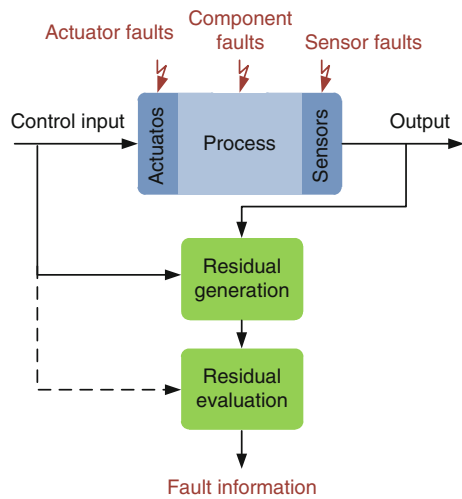 Actuator faults
Component
faults
Sensor faults
Control input
Actuatos
Process
Sensors
Output
Residual
generation
Residual
evaluation
Fault information